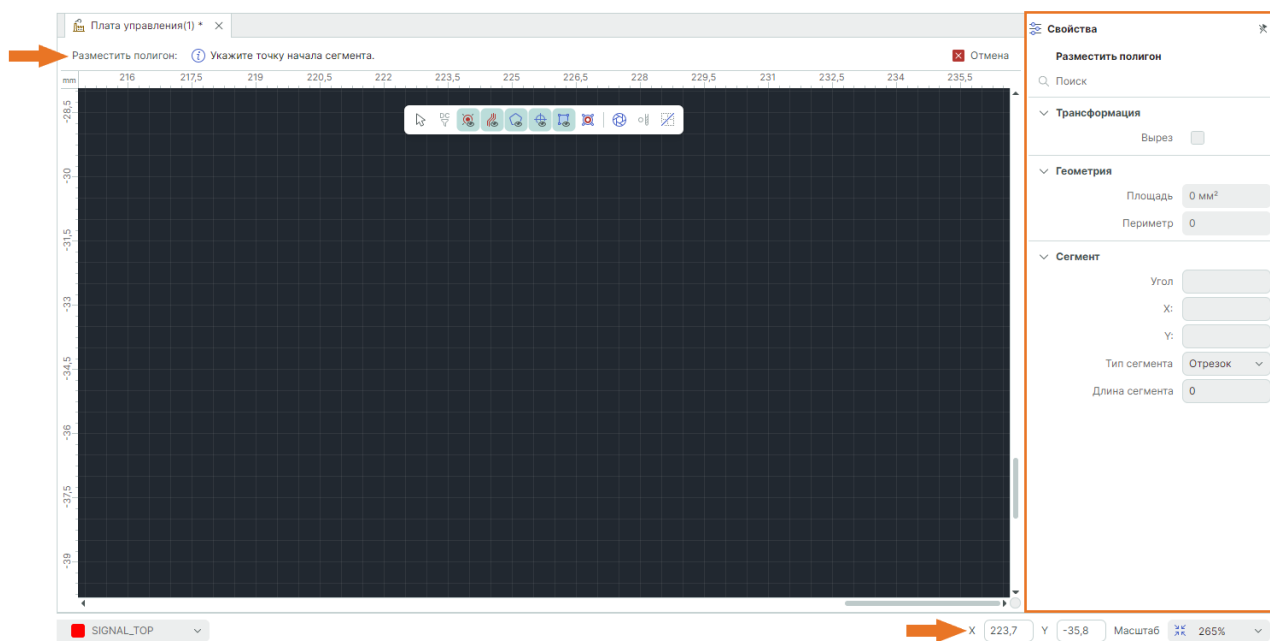 Плата управления(1) *
Разместить полигон: Укажите точку начала сегмента. Отмена
mm 216 217,5 219 220,5 222 223,5 225 226,5 228 229,5 231 232,5 234 235,5
-28,5
-30
-31,5
-33
-34,5
-36
-37,5
-39
DC
SIGNAL_TOP
X 223,7 Y -35,8 Масштаб 265%
Свойства
Разместить полигон
Поиск
Трансформация
Вырез
Геометрия
Площадь 0 мм²
Периметр 0
Сегмент
Угол
X:
Y:
Тип сегмента Отрезок
Длина сегмента 0